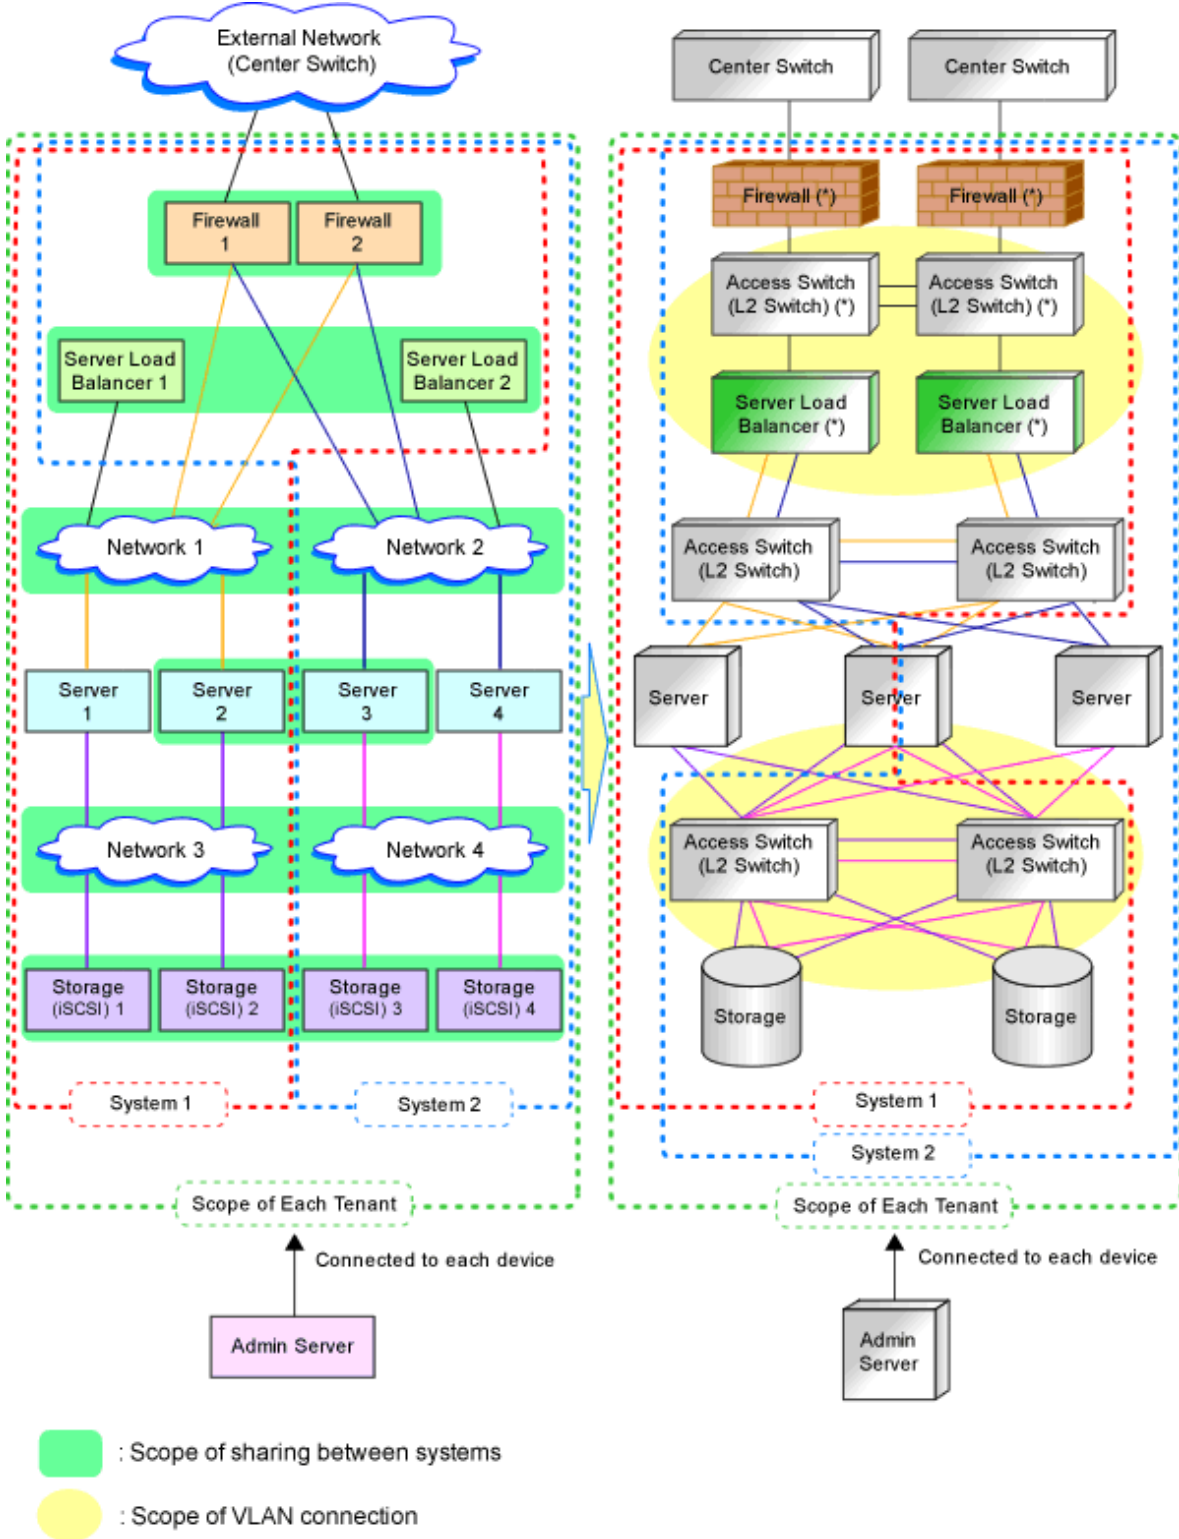 External Network
(Center Switch)
Firewall
1
Firewall
2
Server Load
Balancer 1
Server Load
Balancer 2
Network 1
Network 2
Server
1
Server
2
Server
3
Server
4
Network 3
Network 4
Storage
(iSCSI) 1
Storage
(iSCSI) 2
Storage
(iSCSI) 3
Storage
(iSCSI) 4
System 1
System 2
Scope of Each Tenant
Connected to each device
Admin Server
Center Switch
Center Switch
Firewall (*)
Firewall (*)
Access Switch
(L2 Switch) (*)
Access Switch
(L2 Switch) (*)
Server Load
Balancer (*)
Server Load
Balancer (*)
Access Switch
(L2 Switch)
Access Switch
(L2 Switch)
Server
Server
Server
Access Switch
(L2 Switch)
Access Switch
(L2 Switch)
Storage
Storage
System 1
System 2
Scope of Each Tenant
Connected to each device
Admin
Server
: Scope of sharing between systems
: Scope of VLAN connection